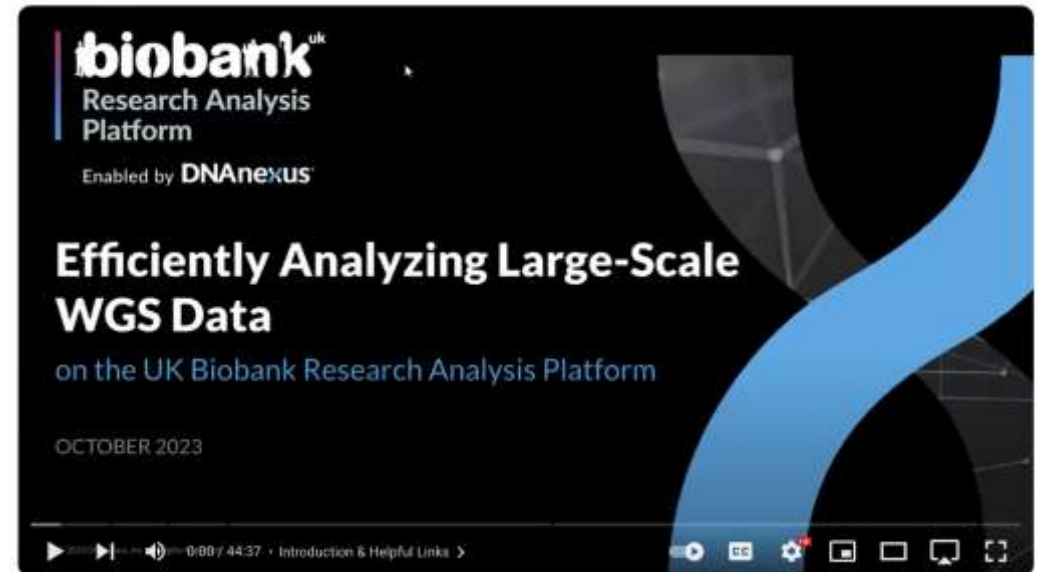 biobank uk
Research Analysis
Platform
Enabled by DNAnexus
Efficiently Analyzing Large-Scale
WGS Data
on the UK Biobank Research Analysis Platform
OCTOBER 2023
0:00 / 44:37 • Introduction & Helpful Links >
CC